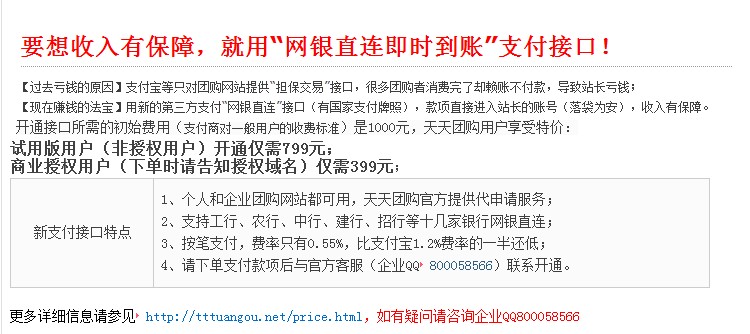 要想收入有保障，就用“网银直连即时到账”支付接口！
【过去亏钱的原因】支付宝等只对团购网站提供“担保交易”接口，很多团购者消费完了却赖账不付款，导致站长亏钱；
【现在赚钱的法宝】用新的第三方支付“网银直连”接口（有国家支付牌照），款项直接进入站长的账号（落袋为安），收入有保障。
开通接口所需的初始费用（支付商对一般用户的收费标准）是1000元，天天团购用户享受特价：
试用版用户（非授权用户）开通仅需799元；
商业授权用户（下单时请告知授权域名）仅需399元；
新支付接口特点
1、个人和企业团购网站都可用，天天团购官方提供代申请服务；
2、支持工行、农行、中行、建行、招行等十几家银行网银直连；
3、按笔支付，费率只有0.55%，比支付宝1.2%费率的一半还低；
4、请下单支付款项后与官方客服（企业QQ 800058566）联系开通。
更多详细信息请参见 http://tttuangou.net/price.html，如有疑问请咨询企业QQ800058566